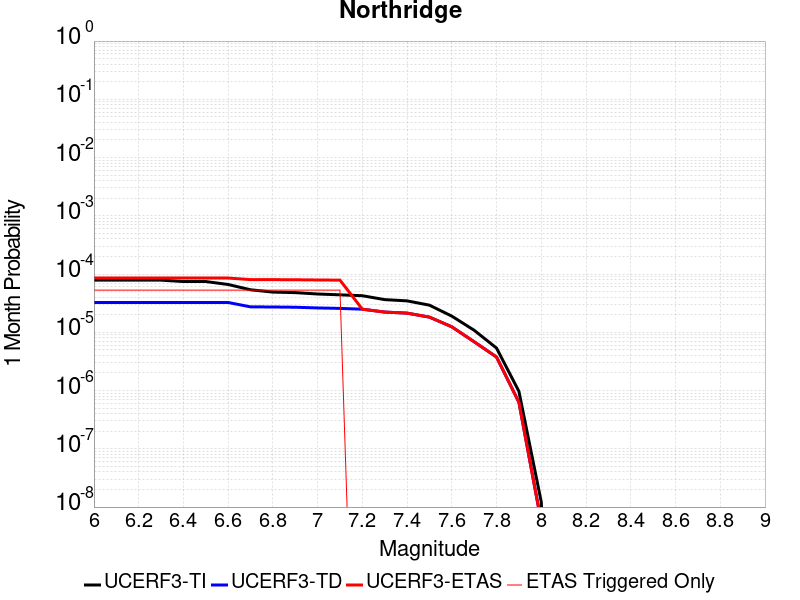 Northridge
10 0
10 -1
10 -2
10 -3
10 -4
10 -5
10 -6
10 -7
10 -8
1 Month Probability
6 6.2 6.4 6.6 6.8 7 7.2 7.4 7.6 7.8 8 8.2 8.4 8.6 8.8 9
Magnitude
UCERF3-TI UCERF3-TD UCERF3-ETAS ETAS Triggered Only